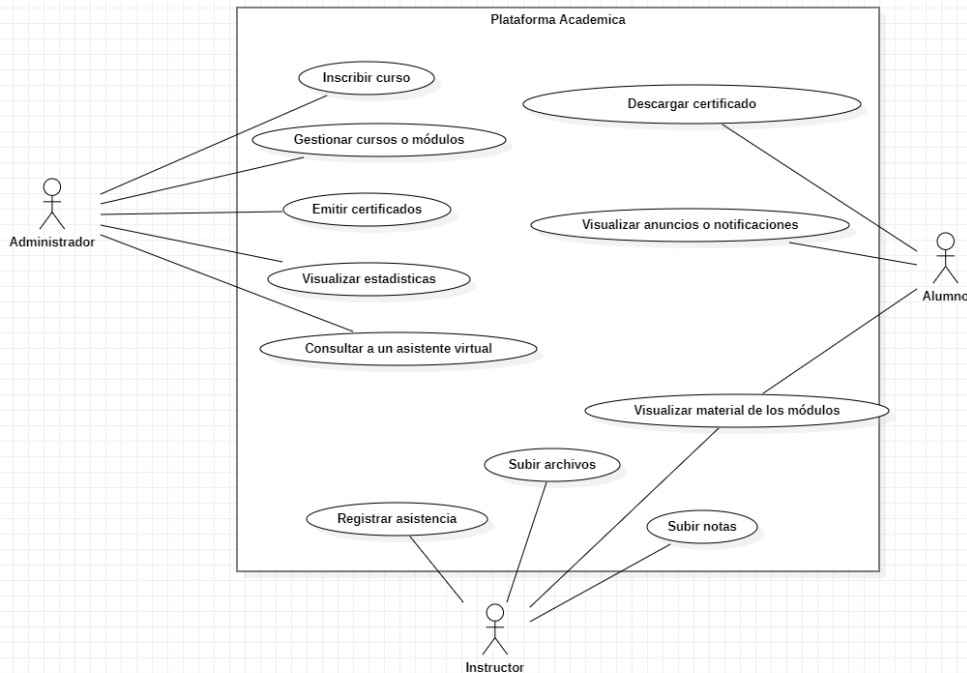 Plataforma Academica
Inscribir curso
Descargar certificado
Gestionar cursos o módulos
Emitir certificados
Visualizar anuncios o notificaciones
Administrador
Visualizar estadisticas
Alumno
Consultar a un asistente virtual
Visualizar material de los módulos
Subir archivos
Registrar asistencia
Subir notas
Instructor